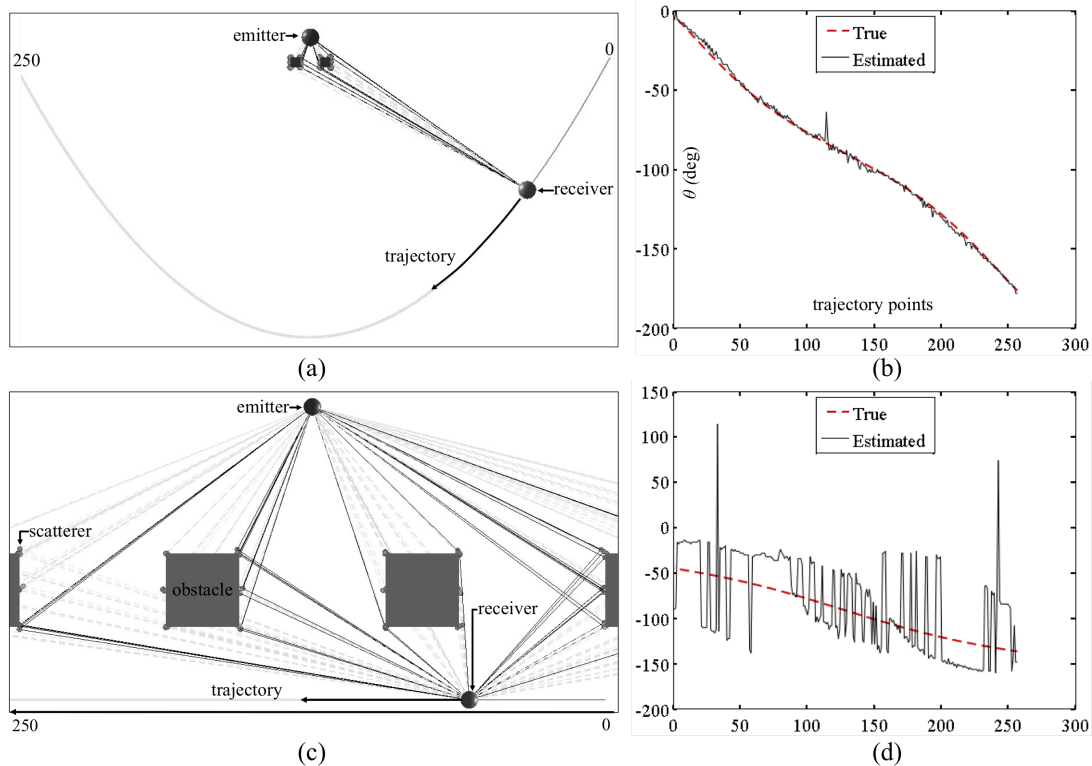 emitter
250
0
receiver
trajectory
(a)
0
-50
-100
-150
-200
θ (deg)
True
Estimated
trajectory points
0 50 100 150 200 250 300
(b)
emitter
scatterer
obstacle
receiver
trajectory
250
0
(c)
150
100
50
0
-50
-100
-150
-200
True
Estimated
0 50 100 150 200 250 300
(d)